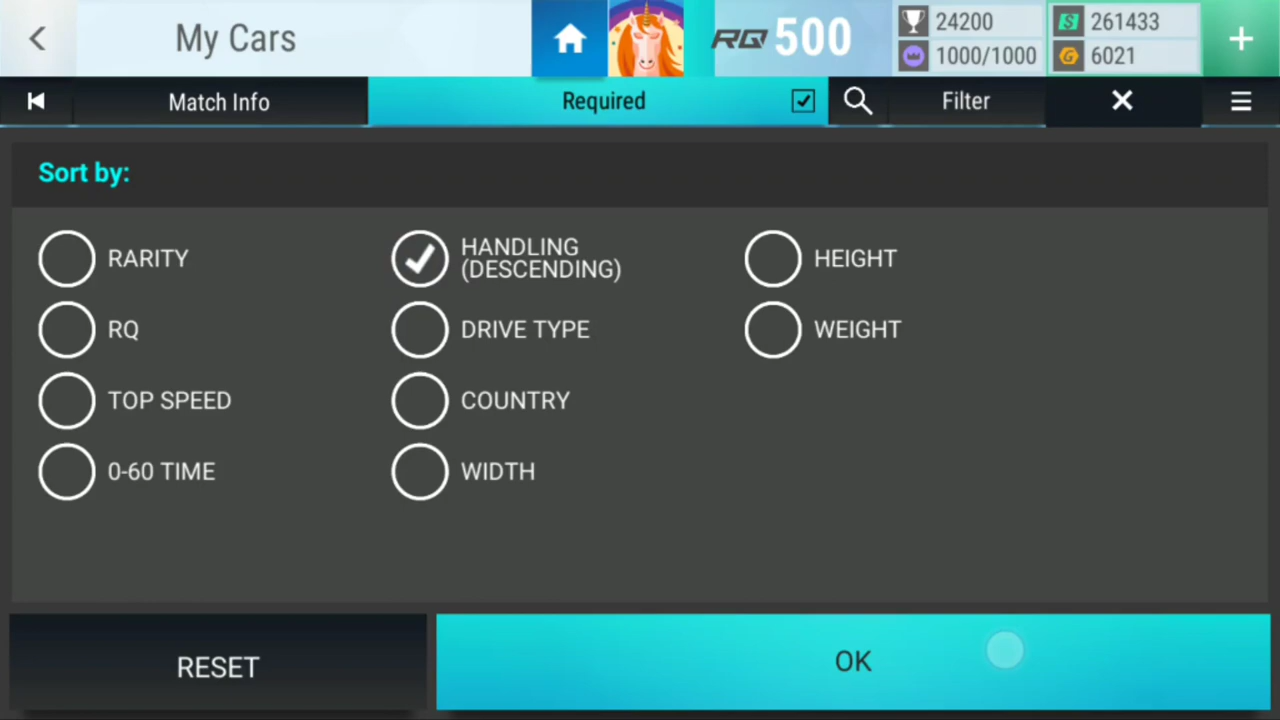 My Cars
RQ 500
24200
1000/1000
261433
6021
Match Info
Required
Filter
Sort by:
RARITY
HANDLING
(DESCENDING)
HEIGHT
RQ
DRIVE TYPE
WEIGHT
TOP SPEED
COUNTRY
0-60 TIME
WIDTH
RESET
OK